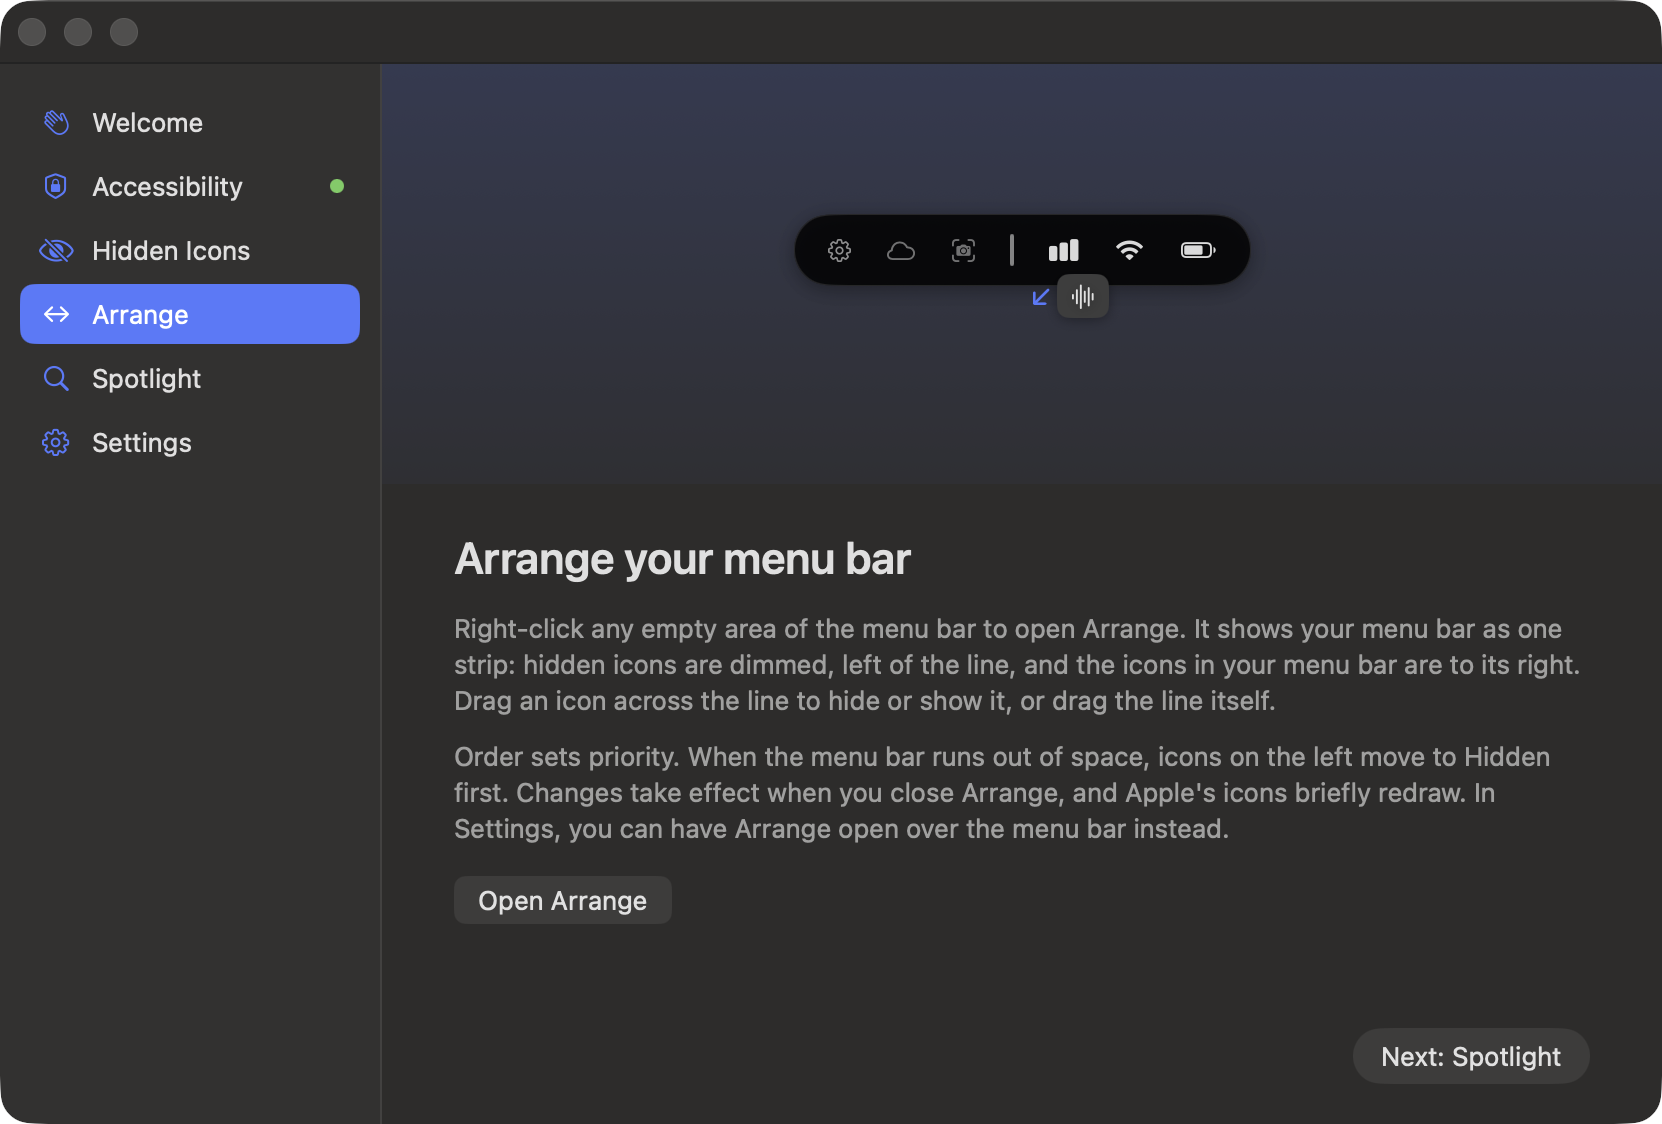 Welcome
Accessibility
Hidden Icons
Arrange
Spotlight
Settings
Arrange your menu bar
Right-click any empty area of the menu bar to open Arrange. It shows your menu bar as one
strip: hidden icons are dimmed, left of the line, and the icons in your menu bar are to its right.
Drag an icon across the line to hide or show it, or drag the line itself.
Order sets priority. When the menu bar runs out of space, icons on the left move to Hidden
first. Changes take effect when you close Arrange, and Apple's icons briefly redraw. In
Settings, you can have Arrange open over the menu bar instead.
Open Arrange
Next: Spotlight